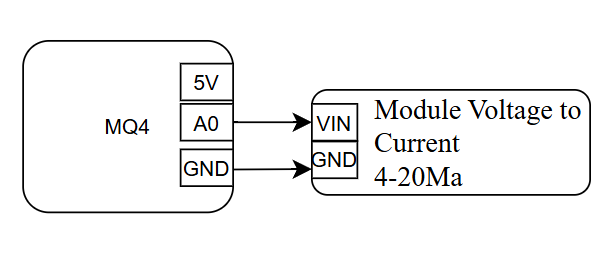 MQ4
5V
A0
GND
VIN
GND
Module Voltage to
Current
4-20Ma